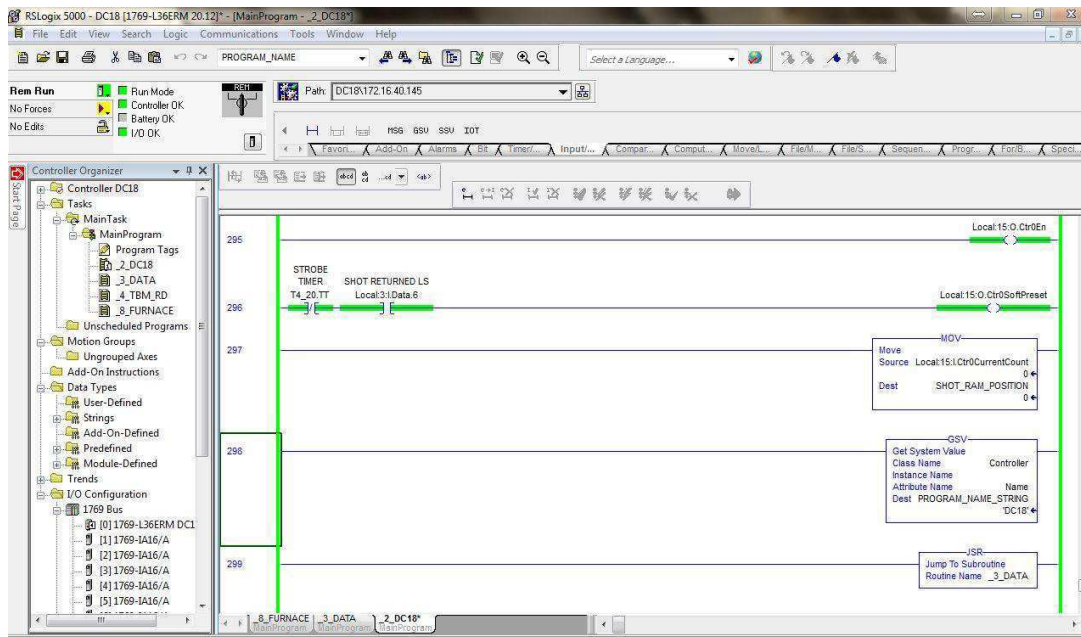 RSLogix 5000 - DC18 [1769-L36ERM 20.12]* - [MainProgram - _2_DC18*]
File Edit View Search Logic Communications Tools Window Help
PROGRAM_NAME
Select a Language...
Rem Run
Run Mode
No Forces
Controller OK
Battery OK
No Edits
I/O OK
REM
Path: DC18\172.16.40.145
MSG GSV SSV IOT
Favori... Add-On Alarms Bit Timer/... Input/... Compar... Comput... Move/L... File/M... File/S... Sequen... Progr... For/B... Speci...
Start Page
Controller Organizer
Controller DC18
Tasks
MainTask
MainProgram
Program Tags
_2_DC18
_3_DATA
_4_TBM_RD
_8_FURNACE
Unscheduled Programs
Motion Groups
Ungrouped Axes
Add-On Instructions
Data Types
User-Defined
Strings
Add-On-Defined
Predefined
Module-Defined
Trends
I/O Configuration
1769 Bus
[0] 1769-L36ERM DC1
[1] 1769-IA16/A
[2] 1769-IA16/A
[3] 1769-IA16/A
[4] 1769-IA16/A
[5] 1769-IA16/A
abcd
295
Local:15:O.Ctr0En
296
STROBE
TIMER
T4_20.TT
SHOT RETURNED LS
Local:3:I.Data.6
Local:15:O.Ctr0SoftPreset
297
MOV
Move
Source Local:15:I.Ctr0CurrentCount
0
Dest SHOT_RAM_POSITION
0
298
GSV
Get System Value
Class Name Controller
Instance Name
Attribute Name Name
Dest PROGRAM_NAME_STRING
'DC18'
299
JSR
Jump To Subroutine
Routine Name _3_DATA
_8_FURNACE _3_DATA _2_DC18*
MainProgram MainProgram MainProgram